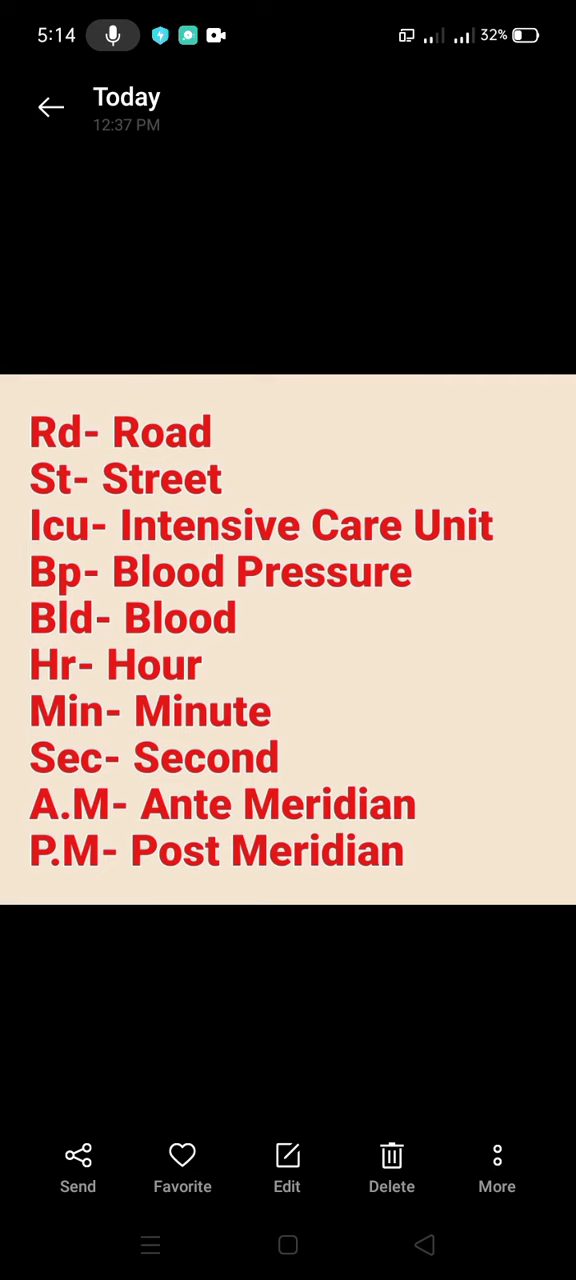 5:14
32%
Today
12:37 PM
Rd- Road
St- Street
Icu- Intensive Care Unit
Bp- Blood Pressure
Bld- Blood
Hr- Hour
Min- Minute
Sec- Second
A.M- Ante Meridian
P.M- Post Meridian
Send Favorite Edit Delete More